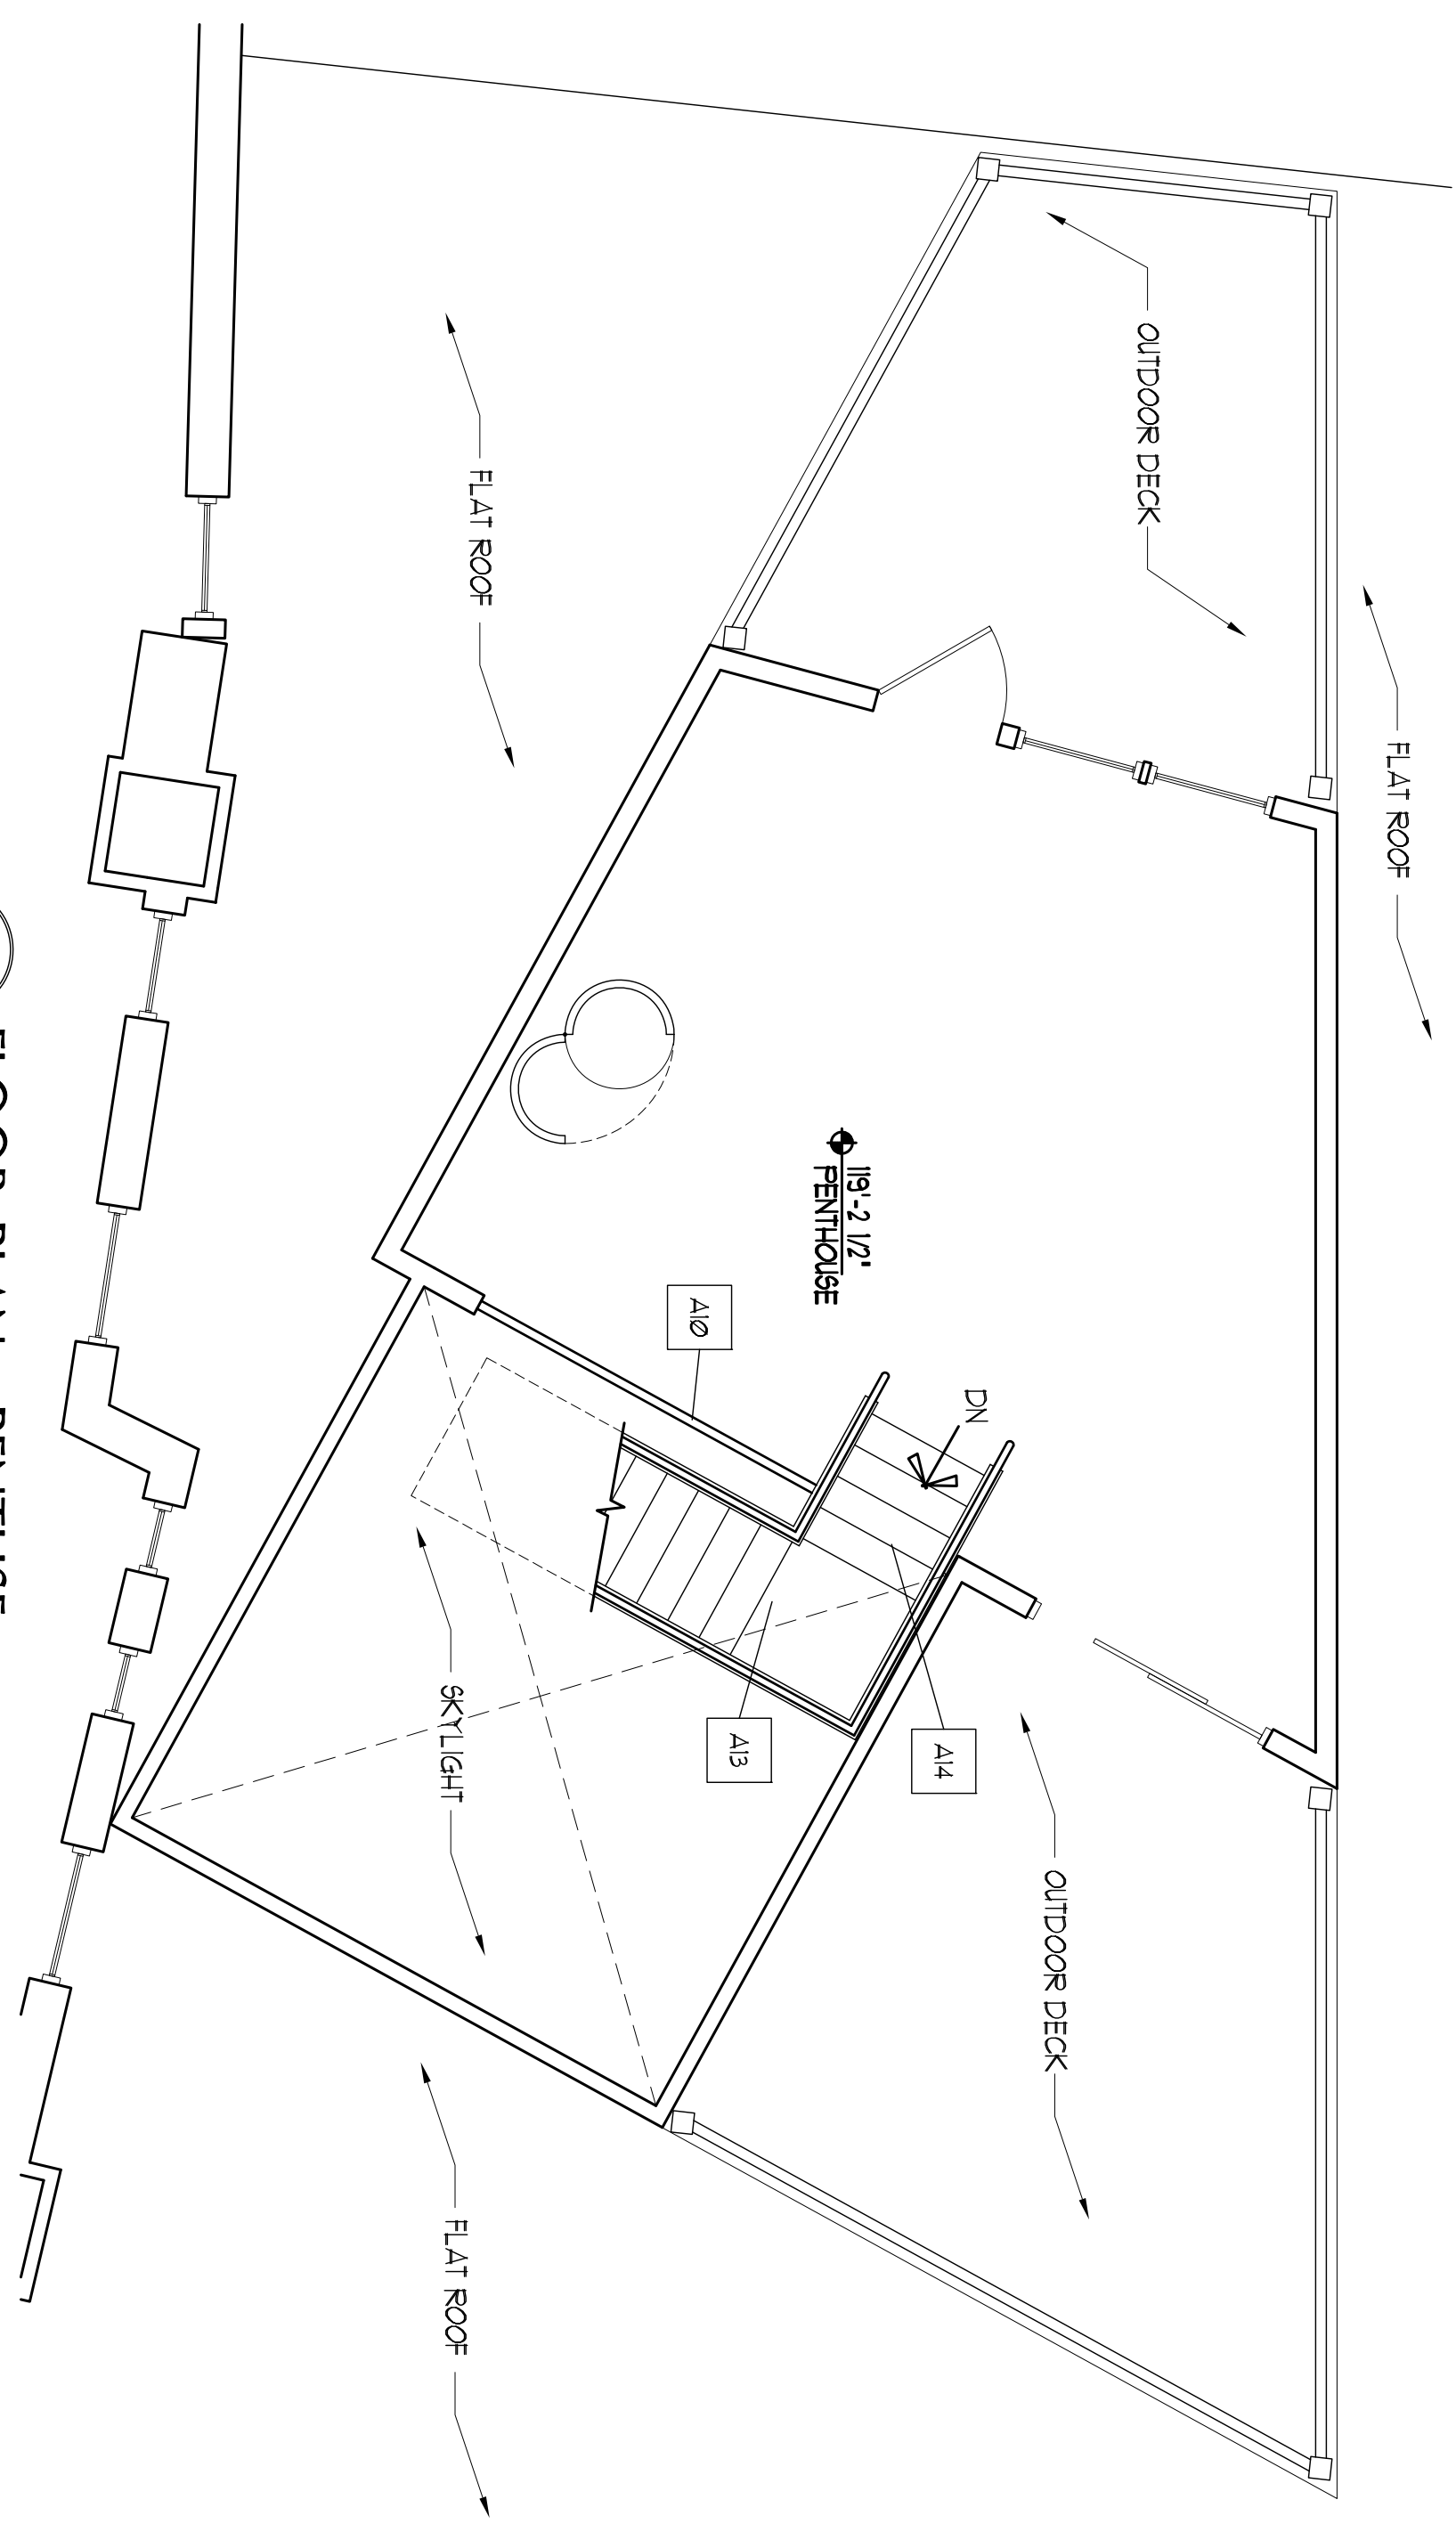 FLAT ROOF
OUTDOOR DECK
FLAT ROOF
119'-2 1/2"
PENTHOUSE
DN
A10
A14
A13
OUTDOOR DECK
SKYLIGHT
FLAT ROOF